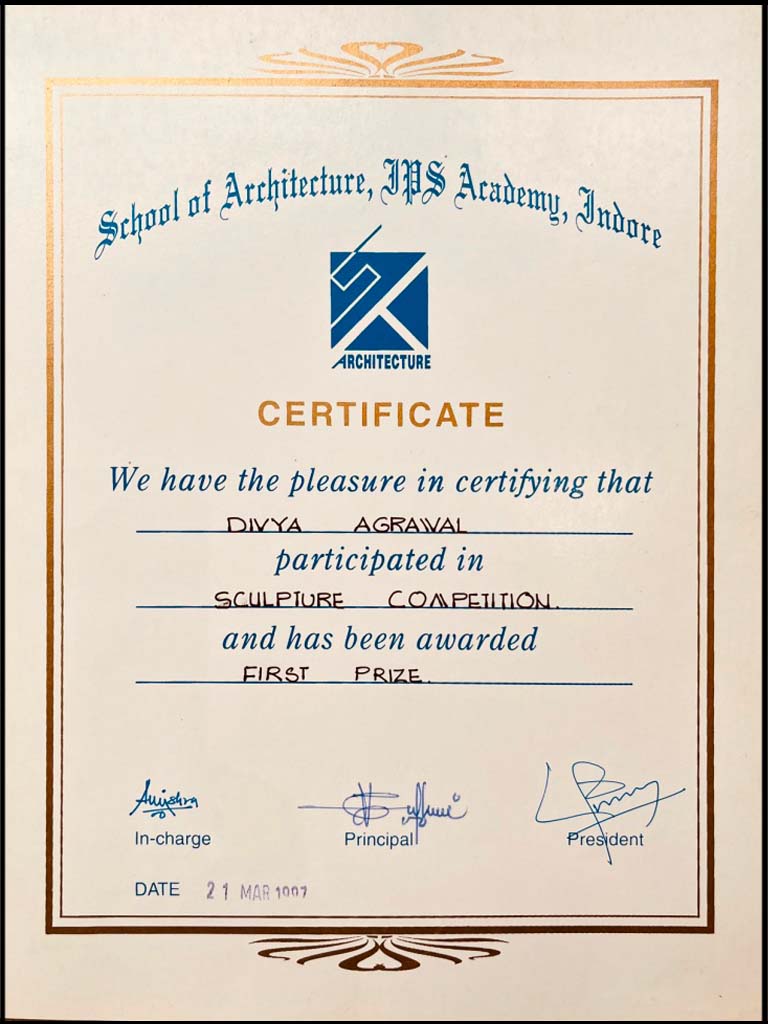 School of Architecture, IPS Academy, Indore
ARCHITECTURE
CERTIFICATE
We have the pleasure in certifying that
DIVYA AGRAWAL
participated in
SCULPTURE COMPETITION.
and has been awarded
FIRST PRIZE.
In-charge Principal President
DATE 21 MAR 1997